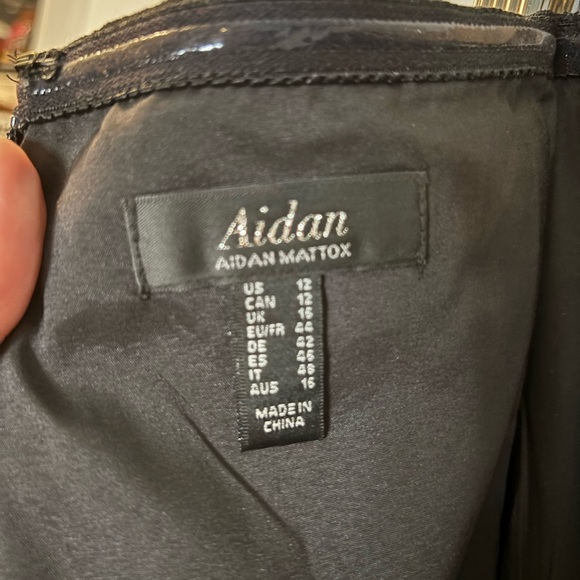 Aidan
AIDAN MATTOX
US 12
CAN 12
UK 16
EU/FR 44
DE 42
ES 46
IT 48
AUS 16
MADE IN
CHINA